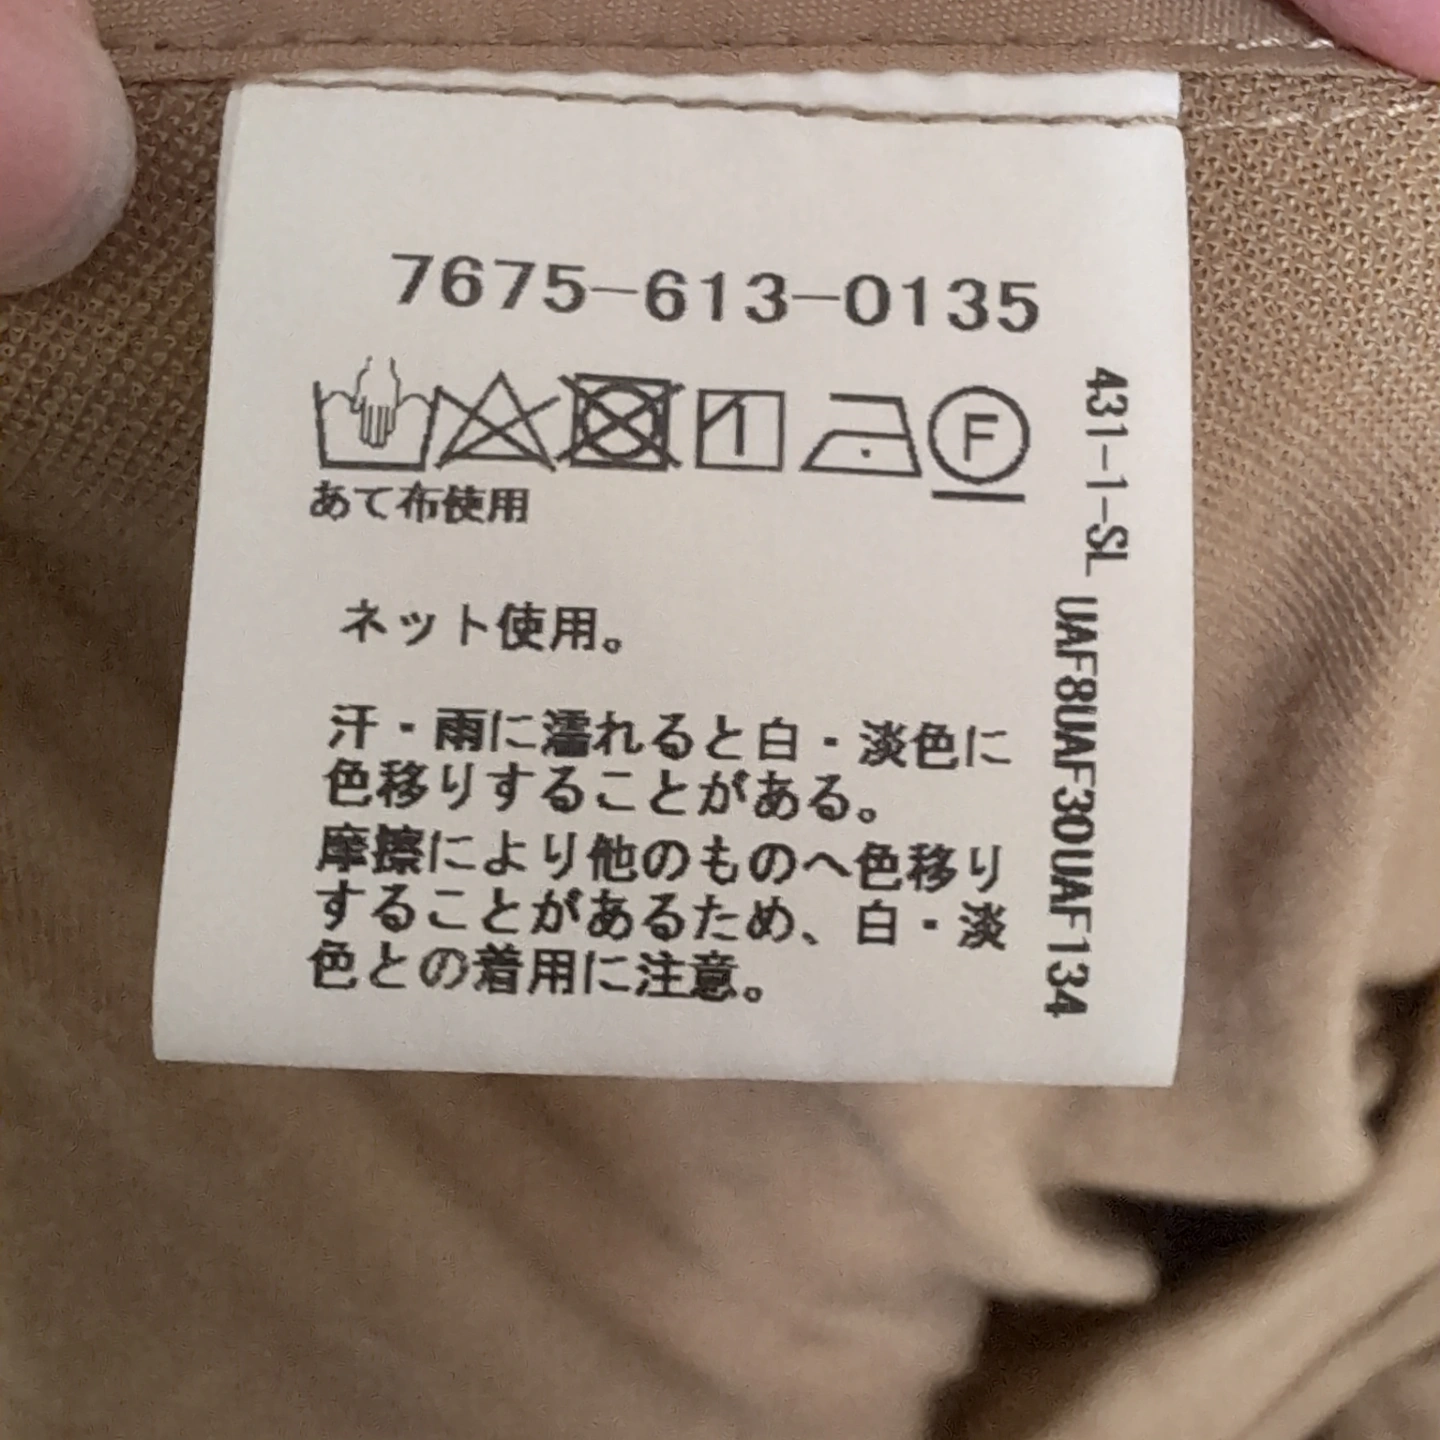 7675-613-0135
F
あて布使用
ネット使用。
汗・雨に濡れると白・淡色に
色移りすることがある。
摩擦により他のものへ色移り
することがあるため、白・淡
色との着用に注意。
431-1-SL UAF8UAF30UAF134